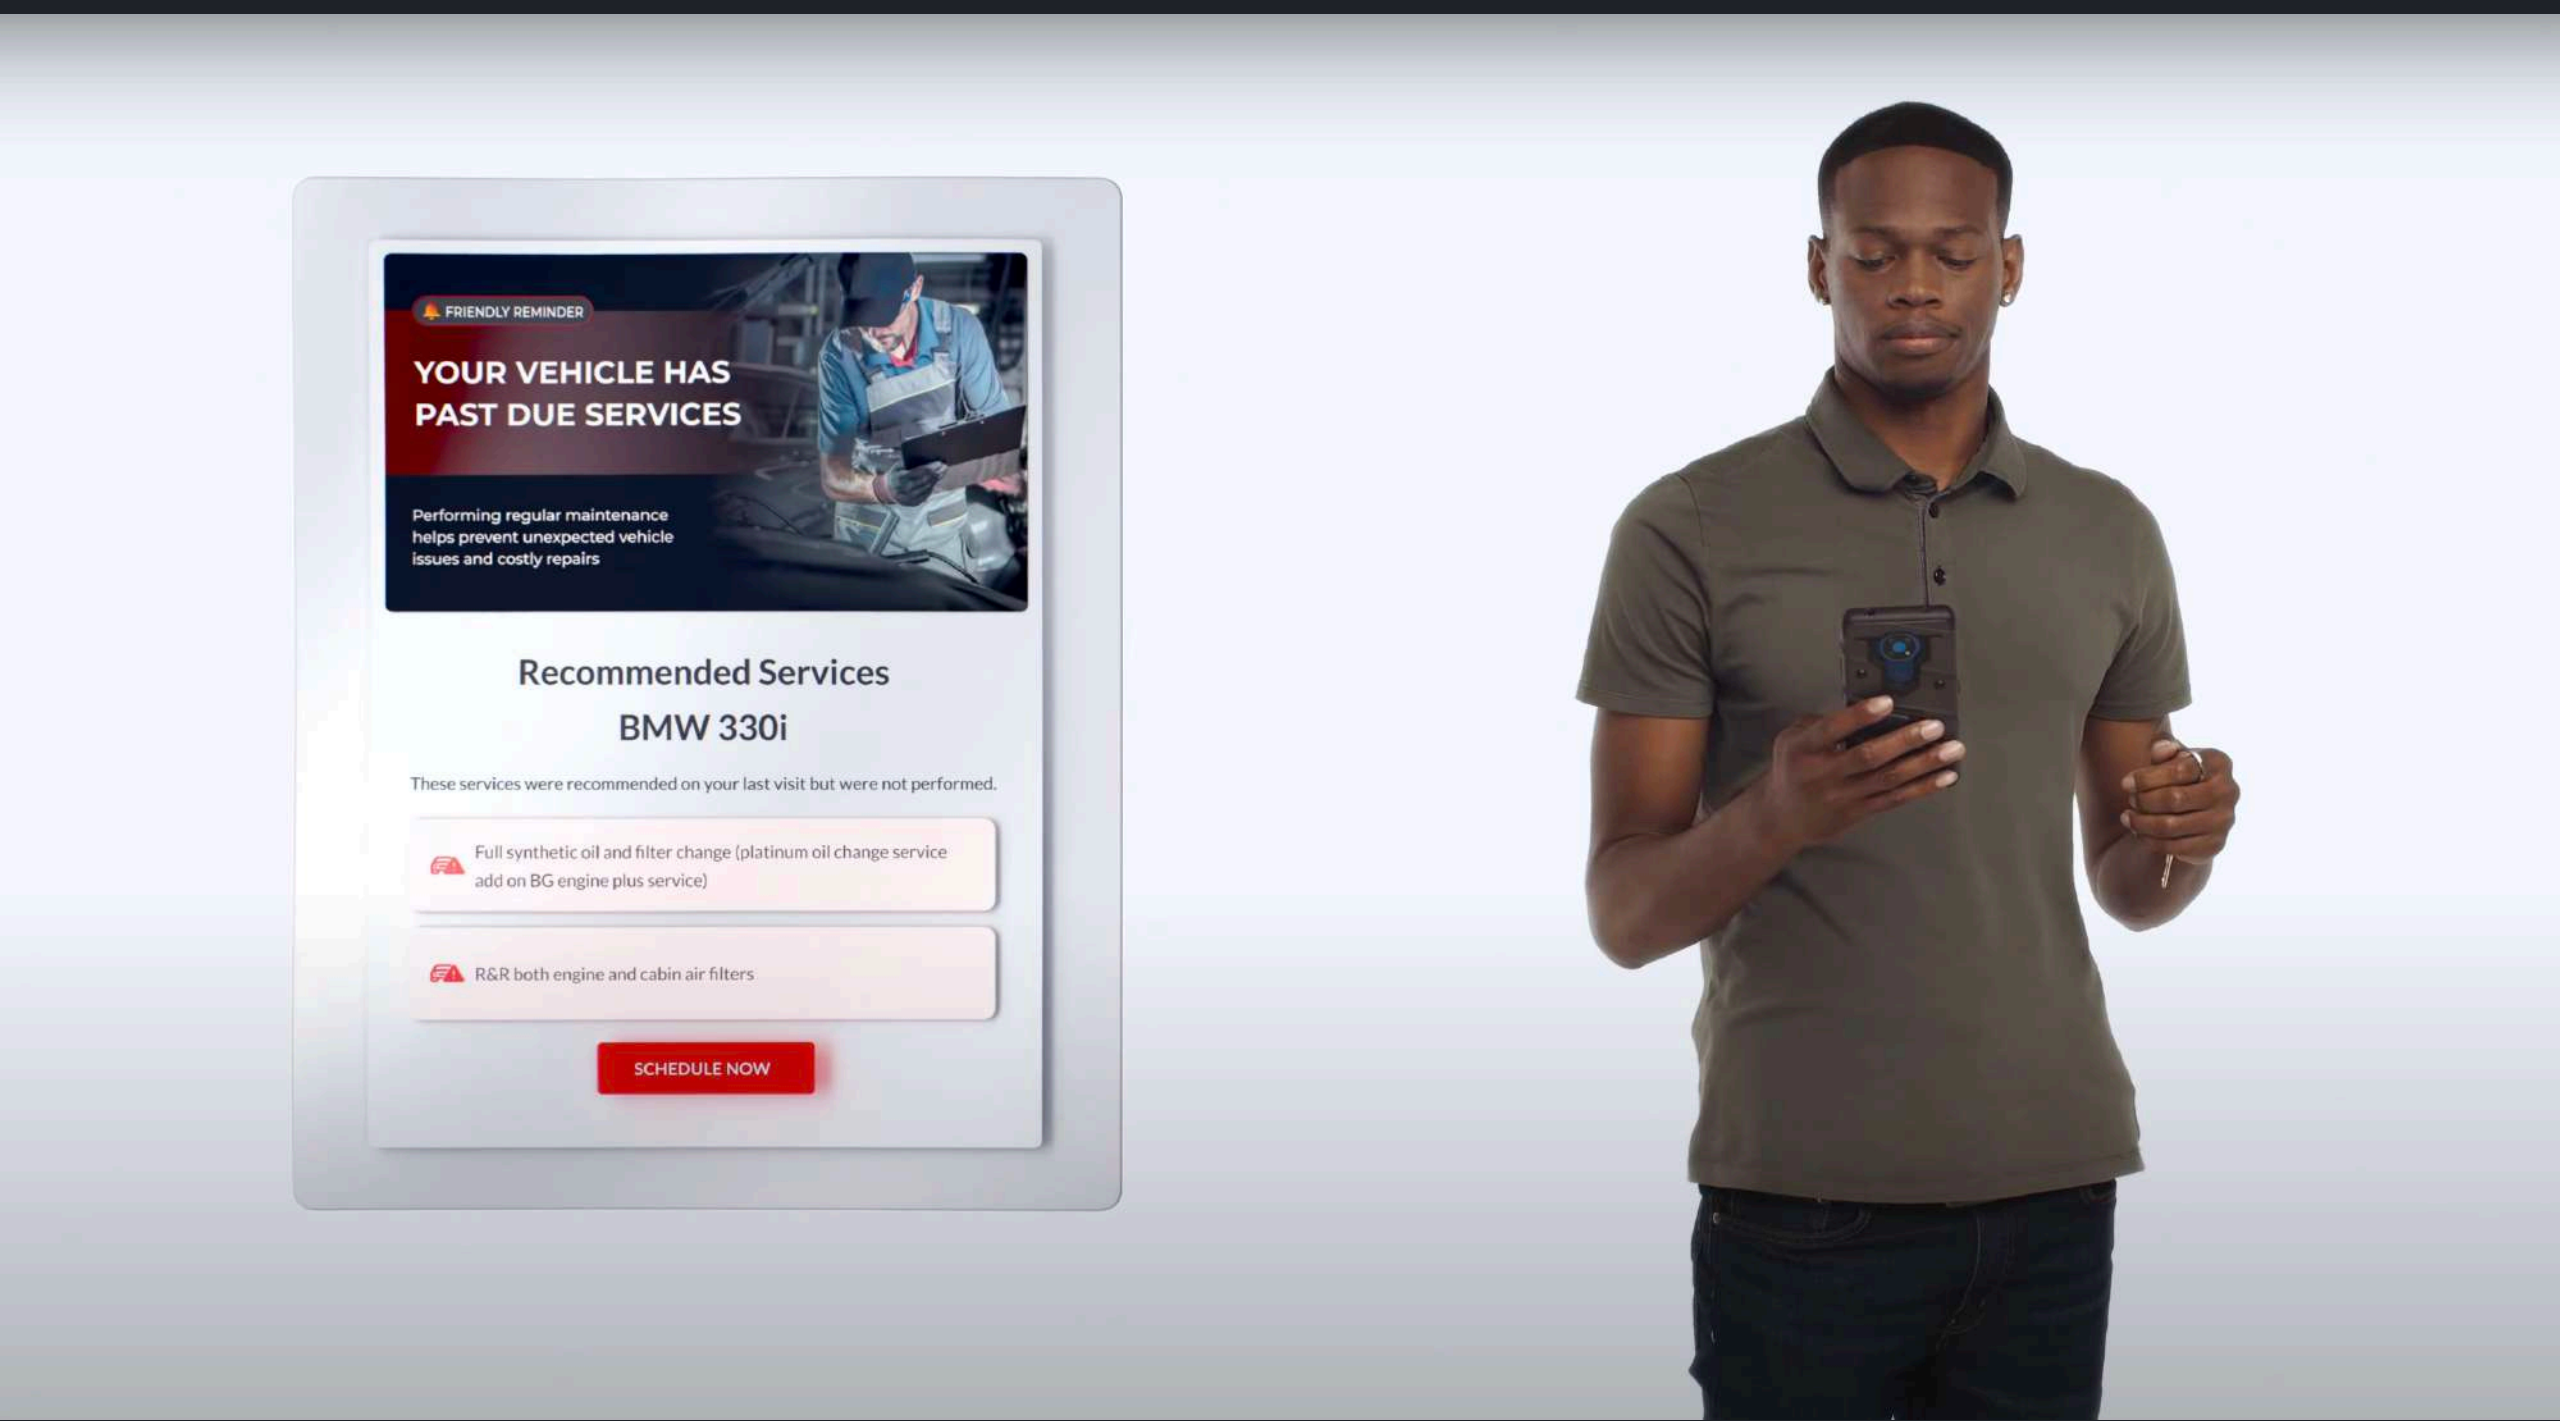 FRIENDLY REMINDER
YOUR VEHICLE HAS
PAST DUE SERVICES
Performing regular maintenance
helps prevent unexpected vehicle
issues and costly repairs
Recommended Services
BMW 330i
These services were recommended on your last visit but were not performed.
Full synthetic oil and filter change (platinum oil change service
add on BG engine plus service)
R&R both engine and cabin air filters
SCHEDULE NOW